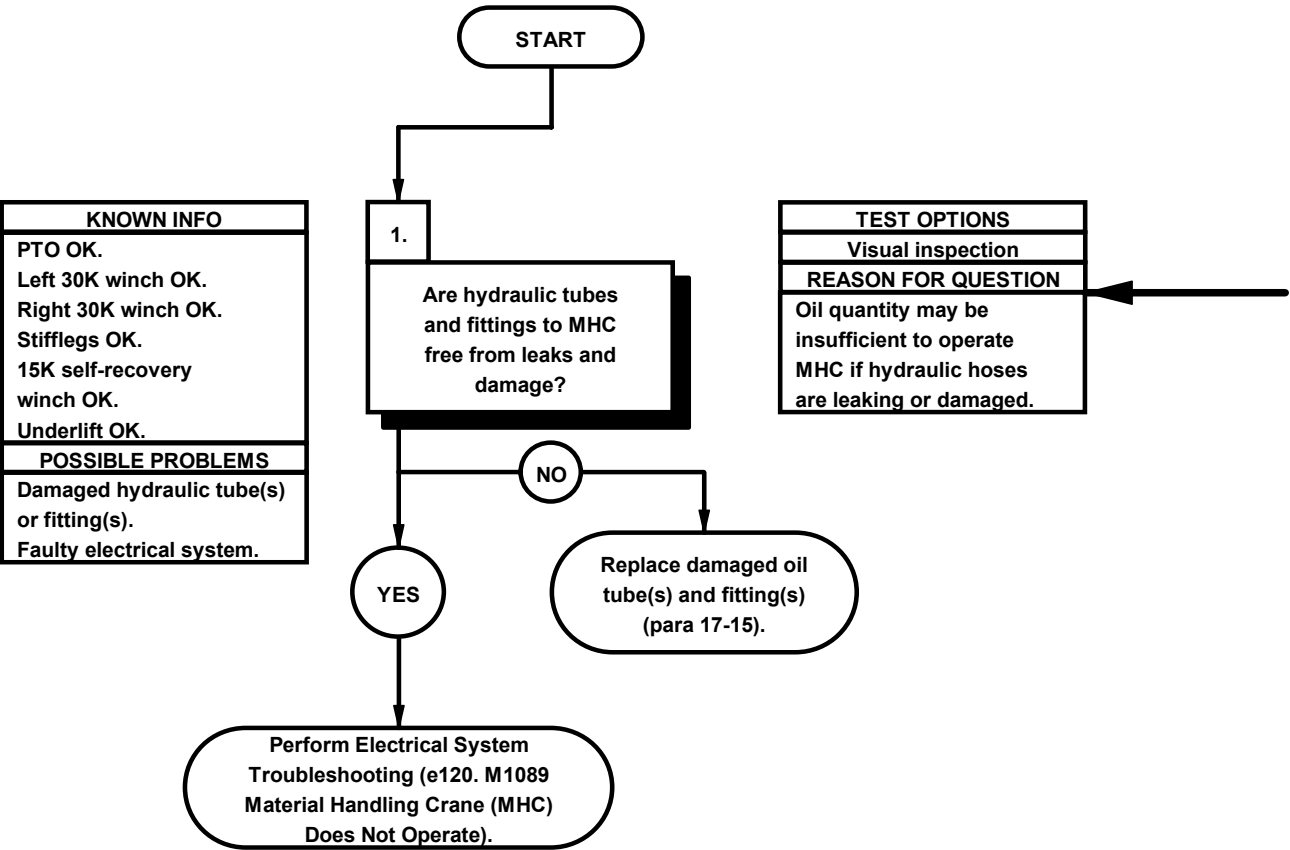 START
KNOWN INFO
PTO OK.
Left 30K winch OK.
Right 30K winch OK.
Stifflegs OK.
15K self-recovery
winch OK.
Underlift OK.
POSSIBLE PROBLEMS
Damaged hydraulic tube(s)
or fitting(s).
Faulty electrical system.
1.
Are hydraulic tubes
and fittings to MHC
free from leaks and
damage?
TEST OPTIONS
Visual inspection
REASON FOR QUESTION
Oil quantity may be
insufficient to operate
MHC if hydraulic hoses
are leaking or damaged.
NO
Replace damaged oil
tube(s) and fitting(s)
(para 17-15).
YES
Perform Electrical System
Troubleshooting (e120. M1089
Material Handling Crane (MHC)
Does Not Operate).